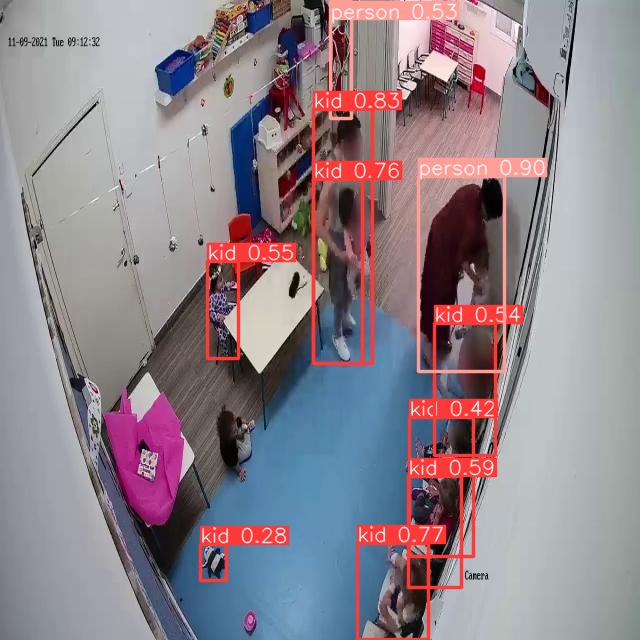 person 0.53
11-09-2021 Tue 09:12:32
kid 0.83
kid 0.76
person 0.90
kid 0.55
kid 0.54
kid 0.42
kid 0.59
kid 0.28
kid 0.77
Camera